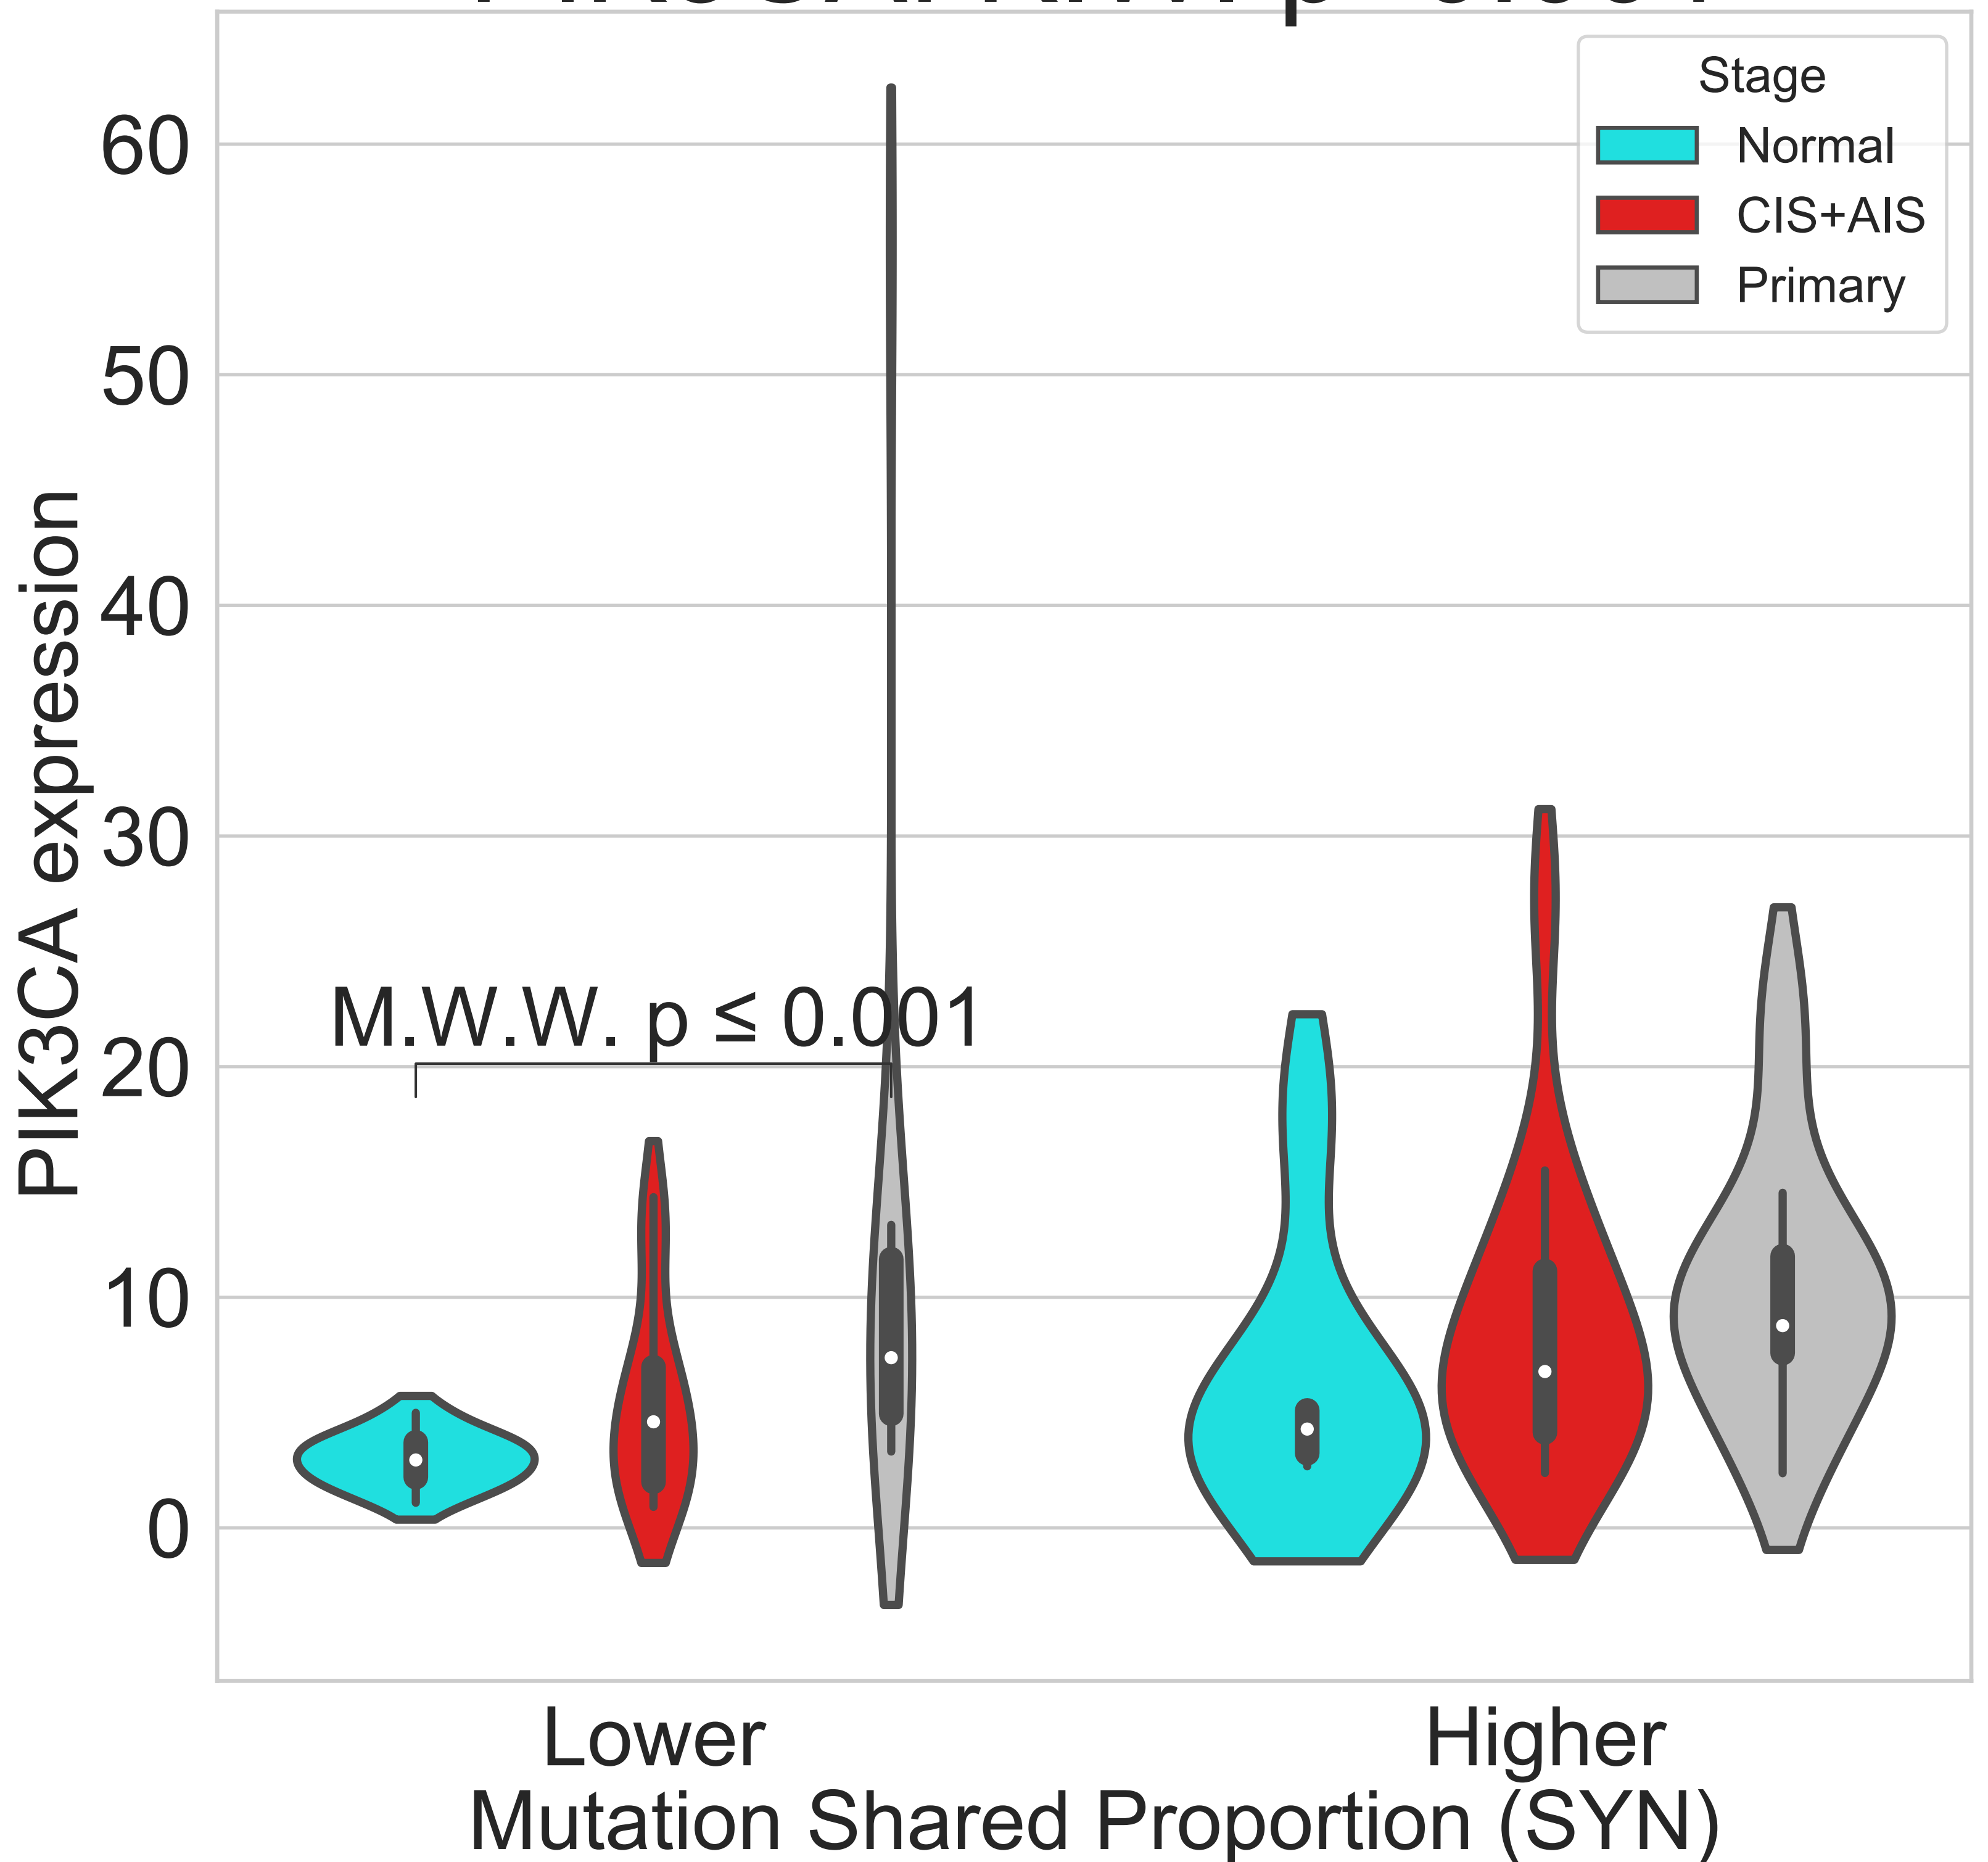 Stage
Normal
CIS+AIS
Primary
60
50
40
30
20
10
0
PIK3CA expression
M.W.W. p ≤ 0.001
Lower
Higher
Mutation Shared Proportion (SYN)